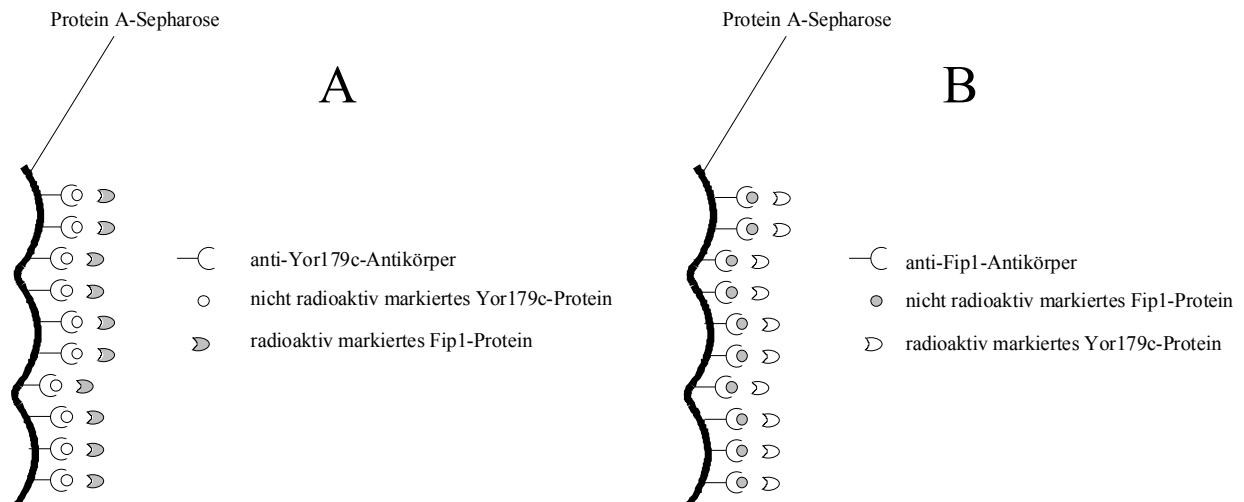 Protein A-Sepharose
A
anti-Yor179c-Antikörper
nicht radioaktiv markiertes Yor179c-Protein
radioaktiv markiertes Fip1-Protein
Protein A-Sepharose
B
anti-Fip1-Antikörper
nicht radioaktiv markiertes Fip1-Protein
radioaktiv markiertes Yor179c-Protein